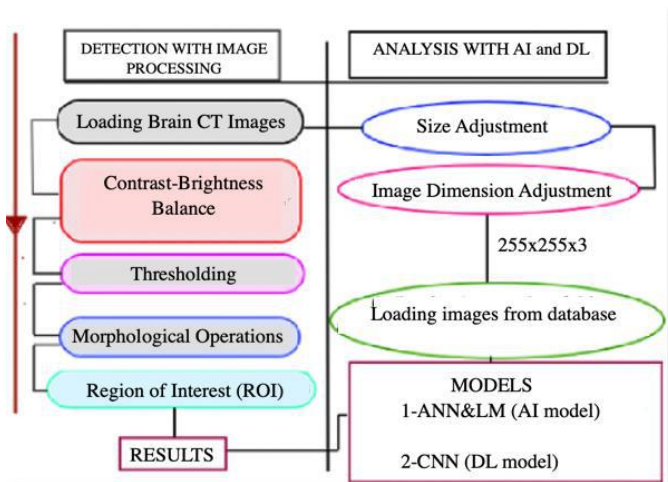 DETECTION WITH IMAGE
PROCESSING
Loading Brain CT Images
Contrast-Brightness
Balance
Thresholding
Morphological Operations
Region of Interest (ROI)
RESULTS
ANALYSIS WITH AI and DL
Size Adjustment
Image Dimension Adjustment
255x255x3
Loading images from database
MODELS
1-ANN&LM (AI model)
2-CNN (DL model)